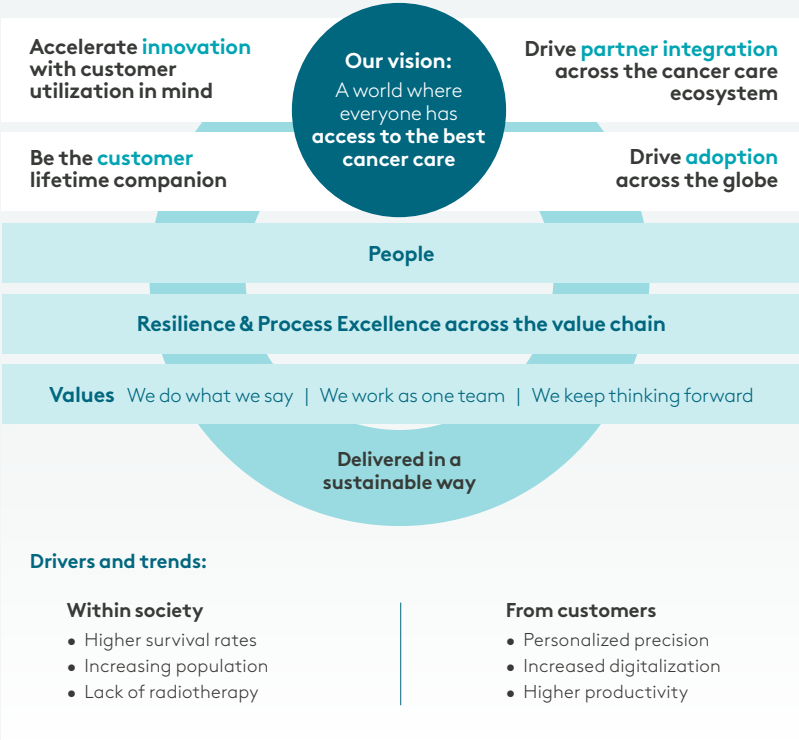 Accelerate innovation
with customer
utilization in mind
Our vision:
A world where
everyone has
access to the best
cancer care
Drive partner integration
across the cancer care
ecosystem
Be the customer
lifetime companion
Drive adoption
across the globe
People
Resilience & Process Excellence across the value chain
Values We do what we say | We work as one team | We keep thinking forward
Delivered in a
sustainable way
Drivers and trends:
Within society
• Higher survival rates
• Increasing population
• Lack of radiotherapy
From customers
• Personalized precision
• Increased digitalization
• Higher productivity